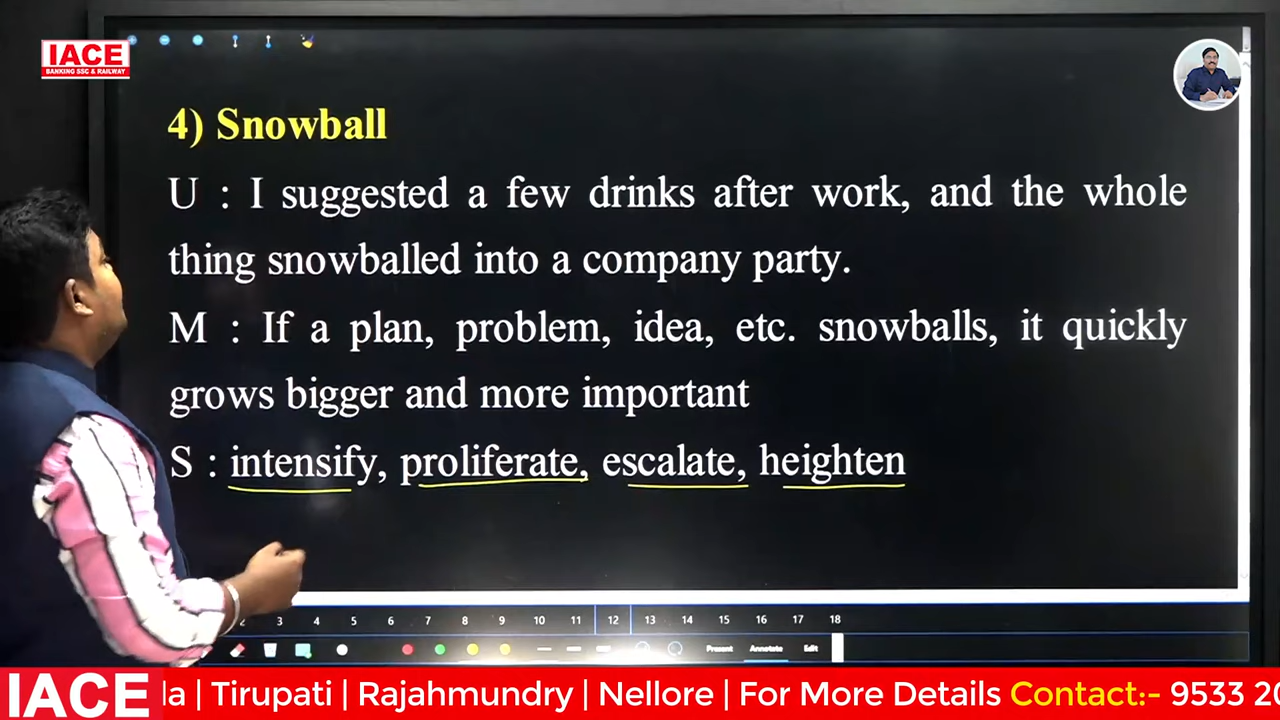 IACE
BANKING SSC & RAILWAY
4) Snowball
U : I suggested a few drinks after work, and the whole
thing snowballed into a company party.
M : If a plan, problem, idea, etc. snowballs, it quickly
grows bigger and more important
S : intensify, proliferate, escalate, heighten
2 3 4 5 6 7 8 9 10 11 12 13 14 15 16 17 18
Present Annotate Edit
IACE la | Tirupati | Rajahmundry | Nellore | For More Details Contact:- 9533 20